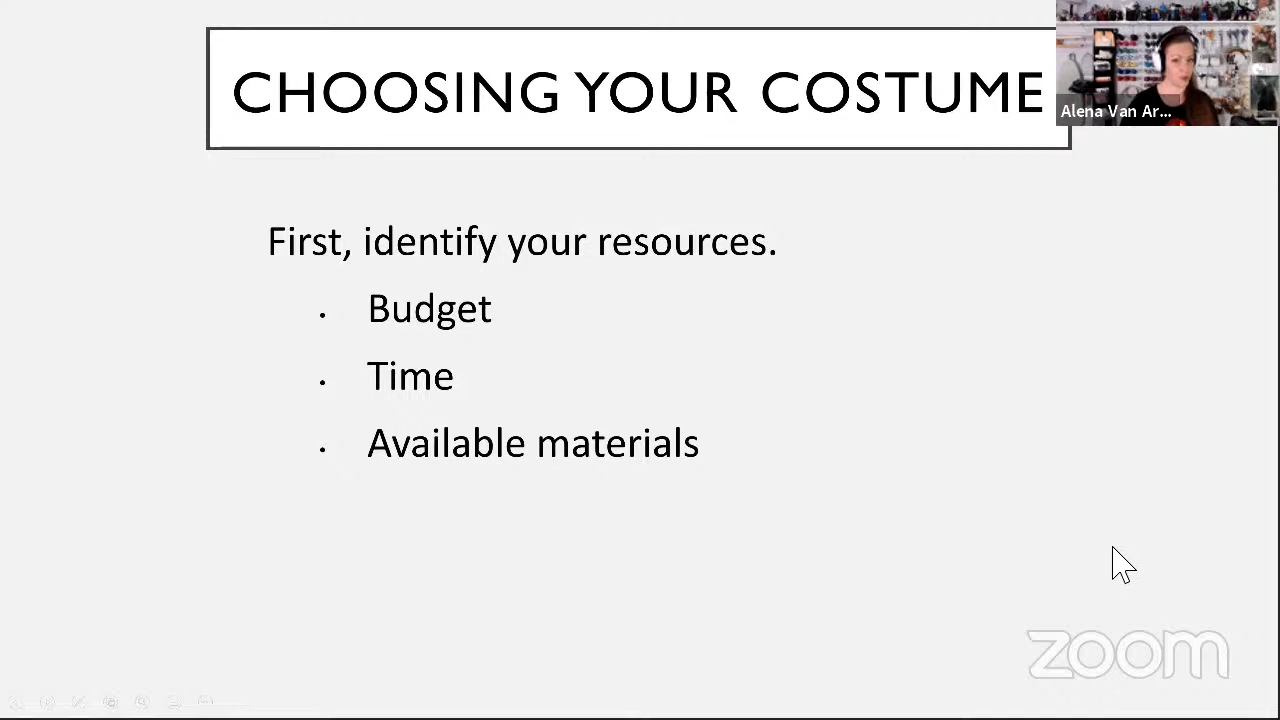 CHOOSING YOUR COSTUME
Alena Van Ar...
First, identify your resources.
• Budget
• Time
• Available materials
zoom